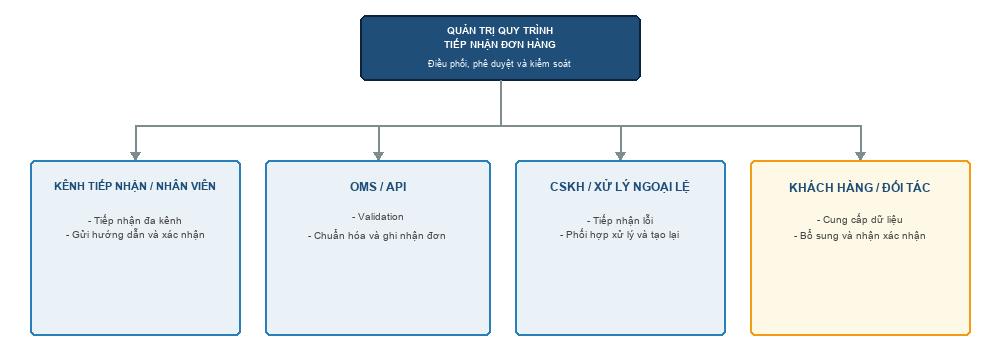 QUẢN TRỊ QUY TRÌNH
TIẾP NHẬN ĐƠN HÀNG
Điều phối, phê duyệt và kiểm soát
KÊNH TIẾP NHẬN / NHÂN VIÊN
- Tiếp nhận đa kênh
- Gửi hướng dẫn và xác nhận
OMS / API
- Validation
- Chuẩn hóa và ghi nhận đơn
CSKH / XỬ LÝ NGOẠI LỆ
- Tiếp nhận lỗi
- Phối hợp xử lý và tạo lại
KHÁCH HÀNG / ĐỐI TÁC
- Cung cấp dữ liệu
- Bổ sung và nhận xác nhận